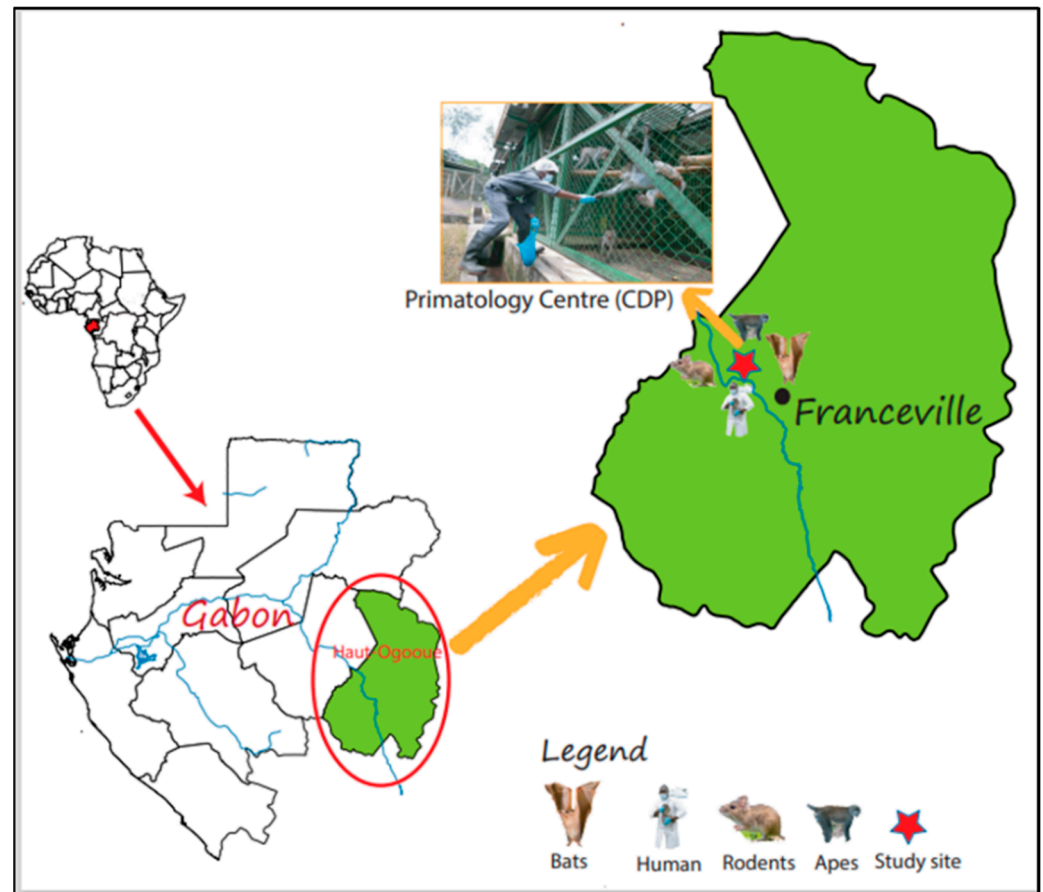 Primatology Centre (CDP)
Franceville
Gabon
Haut-Ogooue
Legend
Bats
Human
Rodents
Apes
Study site